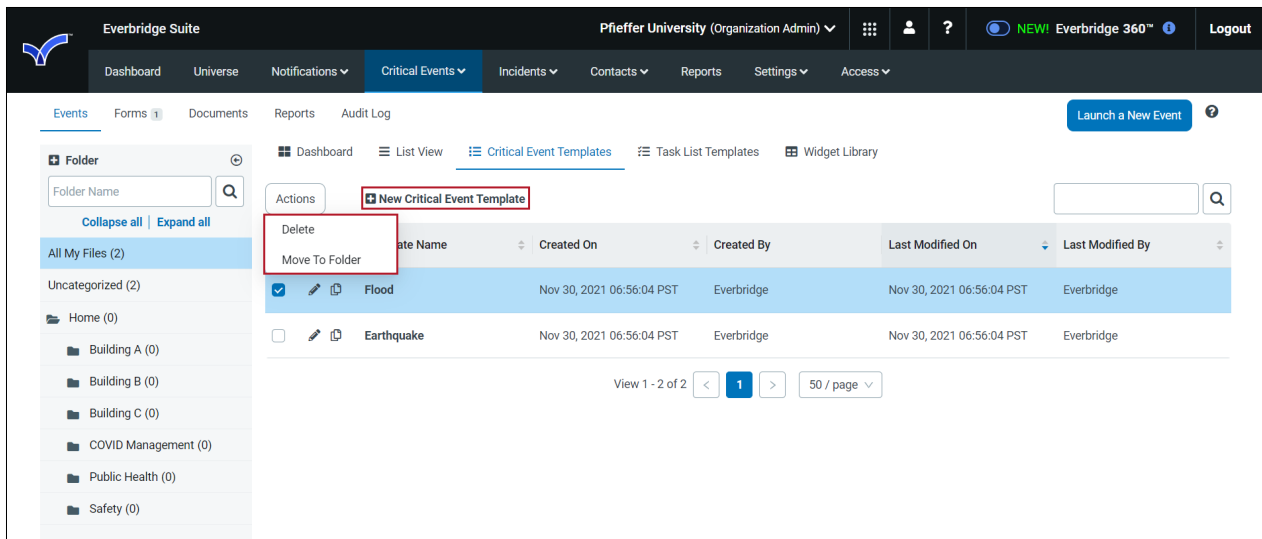 Everbridge Suite
Pfieffer University (Organization Admin)
?
NEW! Everbridge 360™
Logout
Dashboard Universe Notifications Critical Events Incidents Contacts Reports Settings Access
Events Forms 1 Documents Reports Audit Log
Launch a New Event
Folder
Folder Name
Collapse all | Expand all
All My Files (2)
Uncategorized (2)
Home (0)
Building A (0)
Building B (0)
Building C (0)
COVID Management (0)
Public Health (0)
Safety (0)
Dashboard List View Critical Event Templates Task List Templates Widget Library
Actions
New Critical Event Template
Delete
Move To Folder
ate Name Created On Created By Last Modified On Last Modified By
Flood Nov 30, 2021 06:56:04 PST Everbridge Nov 30, 2021 06:56:04 PST Everbridge
Earthquake Nov 30, 2021 06:56:04 PST Everbridge Nov 30, 2021 06:56:04 PST Everbridge
View 1 - 2 of 2 < 1 > 50 / page